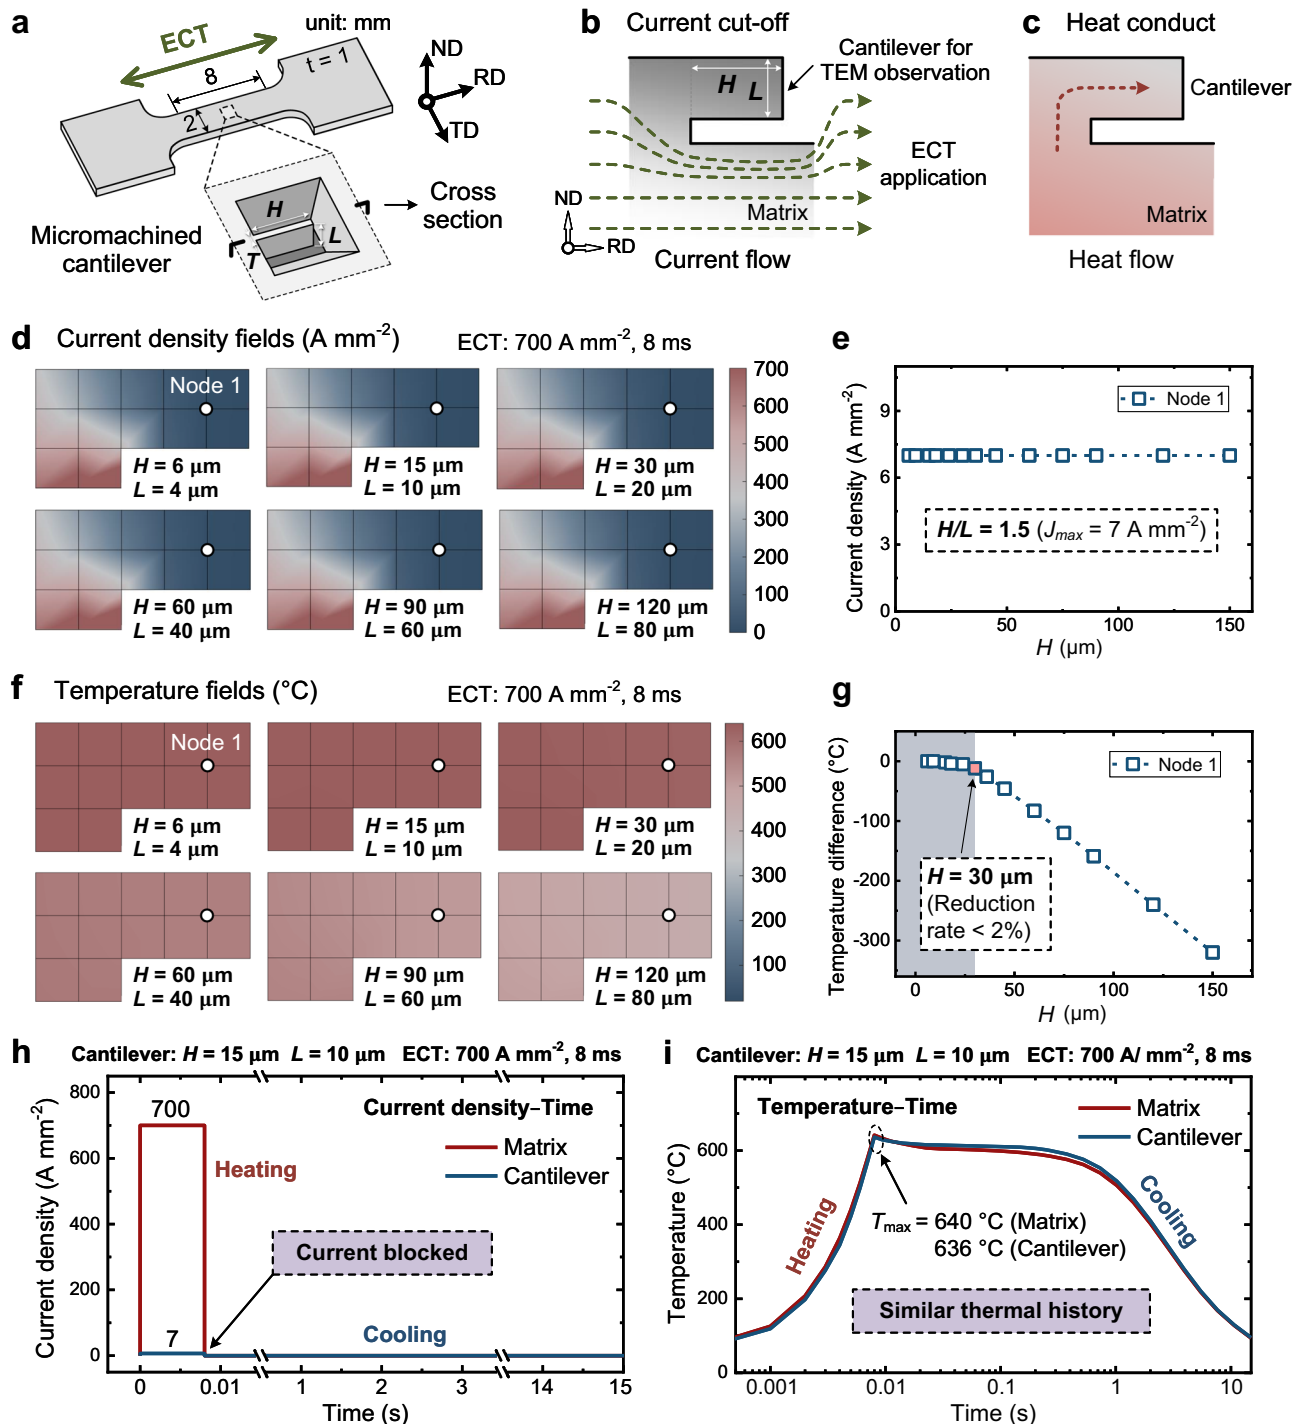 a
ECT
unit: mm
8
t = 1
2
ND
RD
TD
H
L
T
Cross
section
Micromachined
cantilever
b Current cut-off
Cantilever for
TEM observation
H
L
ECT
application
Matrix
ND
RD
Current flow
c Heat conduct
Cantilever
Matrix
Heat flow
d Current density fields (A mm⁻²) ECT: 700 A mm⁻², 8 ms
Node 1
H = 6 µm
L = 4 µm
H = 15 µm
L = 10 µm
H = 30 µm
L = 20 µm
H = 60 µm
L = 40 µm
H = 90 µm
L = 60 µm
H = 120 µm
L = 80 µm
700
600
500
400
300
200
100
0
e
Current density (A mm⁻²)
9
6
3
0
Node 1
H/L = 1.5 (Jmax = 7 A mm⁻²)
0 50 100 150
H (µm)
f Temperature fields (°C) ECT: 700 A mm⁻², 8 ms
Node 1
H = 6 µm
L = 4 µm
H = 15 µm
L = 10 µm
H = 30 µm
L = 20 µm
H = 60 µm
L = 40 µm
H = 90 µm
L = 60 µm
H = 120 µm
L = 80 µm
600
500
400
300
200
100
g
Temperature difference (°C)
0
-100
-200
-300
Node 1
H = 30 µm
(Reduction
rate < 2%)
0 50 100 150
H (µm)
h Cantilever: H = 15 µm L = 10 µm ECT: 700 A mm⁻², 8 ms
Current density (A mm⁻²)
800
600
400
200
0
700
Current density–Time
Matrix
Cantilever
Heating
Current blocked
7
Cooling
0 0.01 1 2 3 14 15
Time (s)
i Cantilever: H = 15 µm L = 10 µm ECT: 700 A/ mm⁻², 8 ms
Temperature (°C)
600
400
200
0
Temperature–Time
Matrix
Cantilever
Heating
Cooling
Tmax = 640 °C (Matrix)
636 °C (Cantilever)
Similar thermal history
0.001 0.01 0.1 1 10
Time (s)